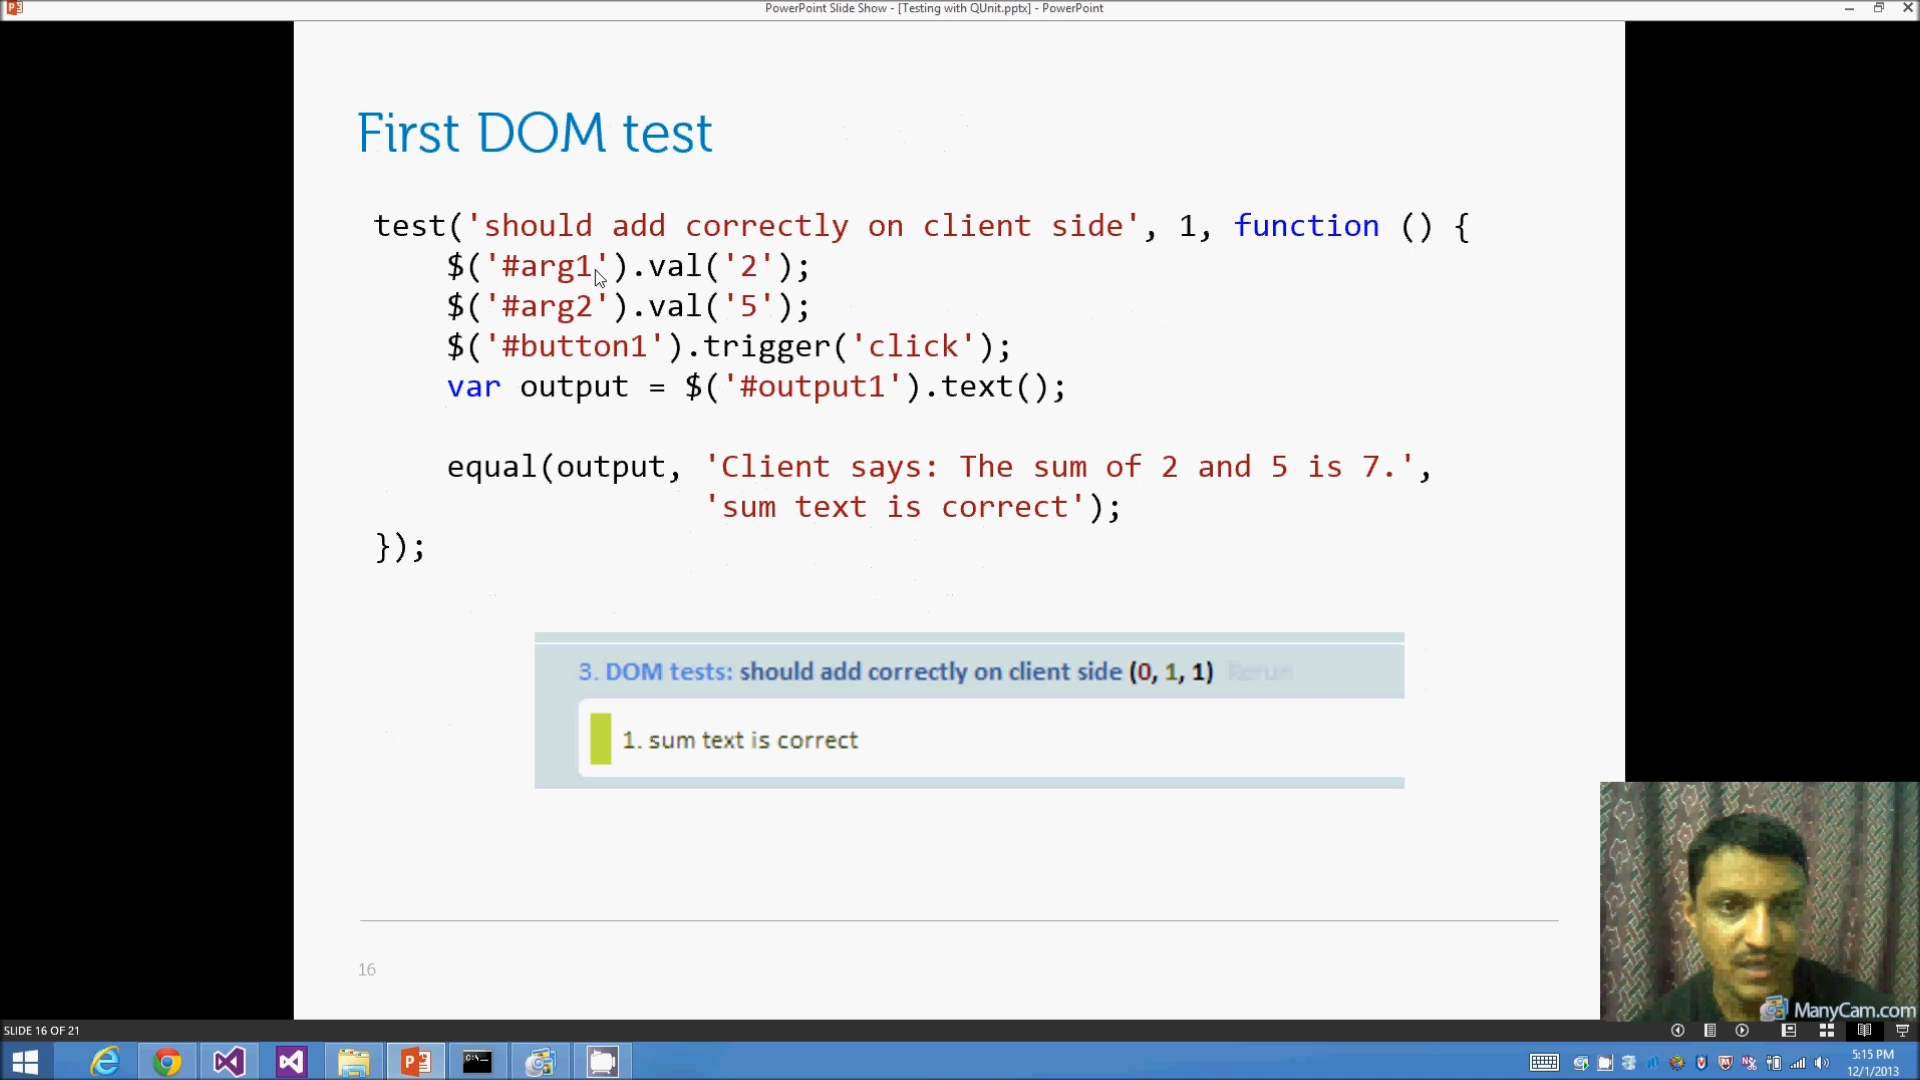 PowerPoint Slide Show - [Testing with QUnit.pptx] - PowerPoint
First DOM test
test('should add correctly on client side', 1, function () {
$('#arg1').val('2');
$('#arg2').val('5');
$('#button1').trigger('click');
var output = $('#output1').text();
equal(output, 'Client says: The sum of 2 and 5 is 7.',
'sum text is correct');
});
3. DOM tests: should add correctly on client side (0, 1, 1) Rerun
1. sum text is correct
16
ManyCam.com
SLIDE 16 OF 21
5:15 PM
12/1/2013